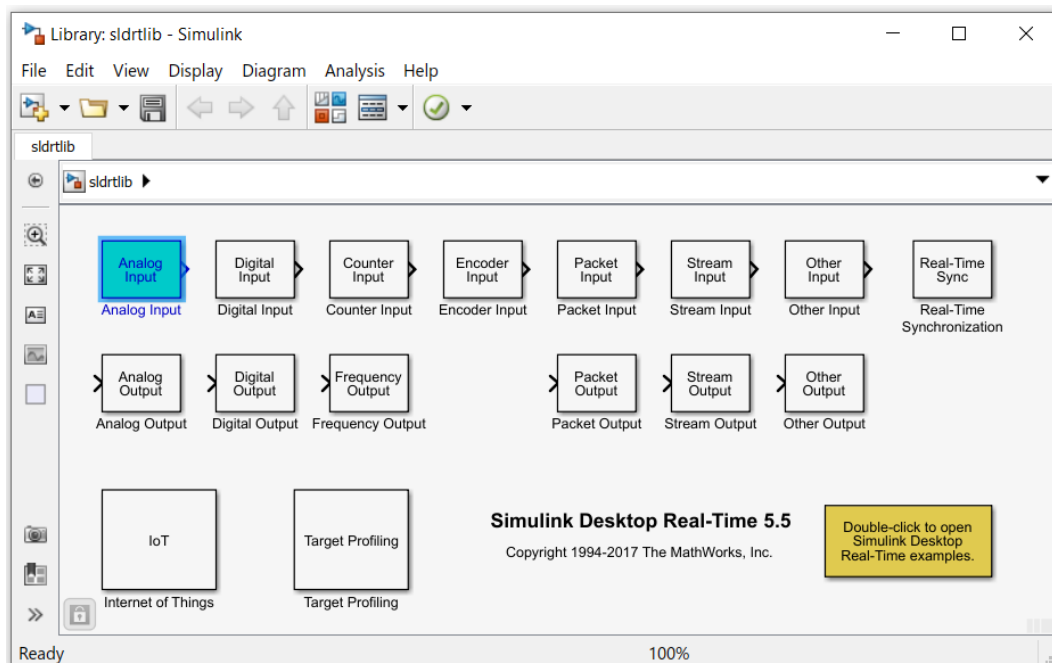 Library: sldrtlib - Simulink
File Edit View Display Diagram Analysis Help
sldrtlib
sldrtlib
Analog
Input
Digital
Input
Counter
Input
Encoder
Input
Packet
Input
Stream
Input
Other
Input
Real-Time
Sync
Analog Input
Digital Input
Counter Input
Encoder Input
Packet Input
Stream Input
Other Input
Real-Time
Synchronization
Analog
Output
Digital
Output
Frequency
Output
Packet
Output
Stream
Output
Other
Output
Analog Output
Digital Output
Frequency Output
Packet Output
Stream Output
Other Output
IoT
Internet of Things
Target Profiling
Target Profiling
Simulink Desktop Real-Time 5.5
Copyright 1994-2017 The MathWorks, Inc.
Double-click to open
Simulink Desktop
Real-Time examples.
Ready
100%